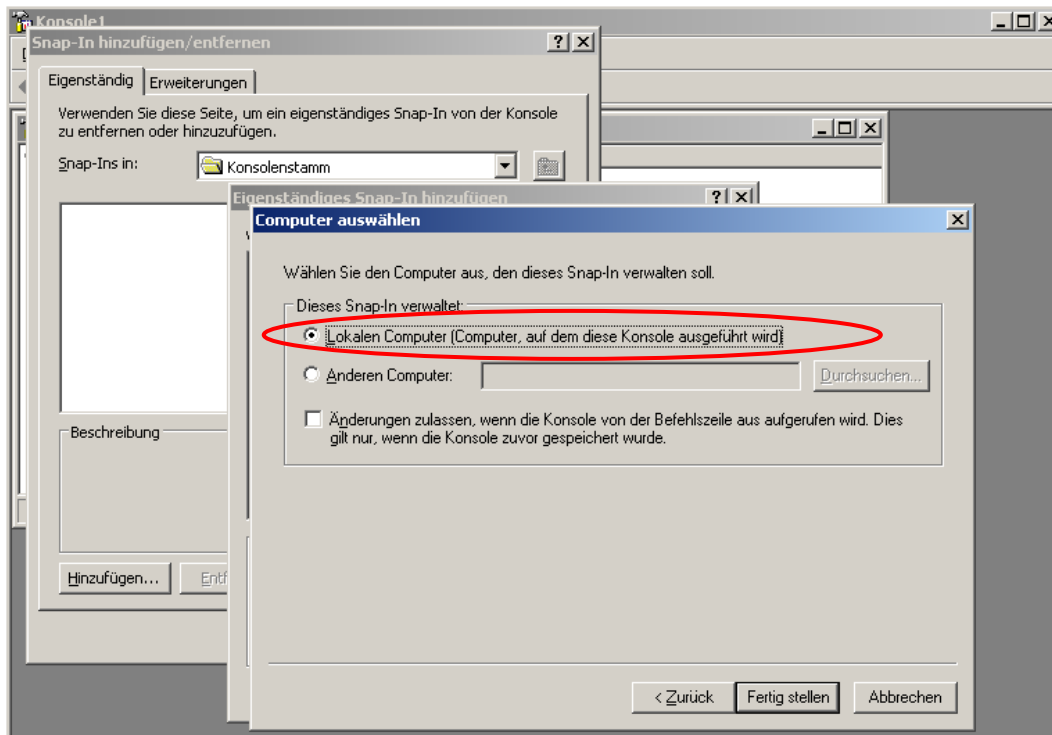 Konsole1
Snap-In hinzufügen/entfernen
Eigenständig
Erweiterungen
Verwenden Sie diese Seite, um ein eigenständiges Snap-In von der Konsole
zu entfernen oder hinzuzufügen.
Snap-Ins in:
Konsolenstamm
Eigenständiges Snap-In hinzufügen
Computer auswählen
Wählen Sie den Computer aus, den dieses Snap-In verwalten soll.
Dieses Snap-In verwaltet:
Lokalen Computer (Computer, auf dem diese Konsole ausgeführt wird)
Anderen Computer:
Durchsuchen...
Änderungen zulassen, wenn die Konsole von der Befehlszeile aus aufgerufen wird. Dies
gilt nur, wenn die Konsole zuvor gespeichert wurde.
Beschreibung
Hinzufügen...
Entf
< Zurück
Fertig stellen
Abbrechen